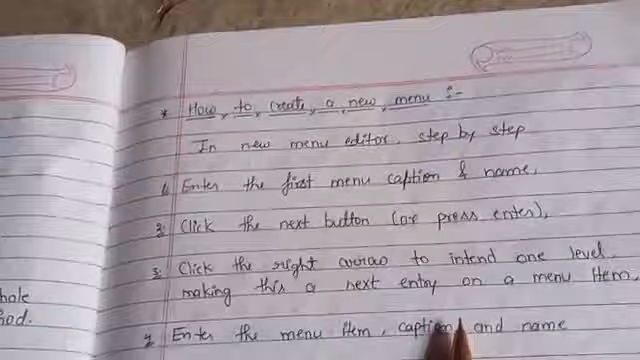 * How to create a new menu :-
In new menu editor, step by step
1. Enter the first menu caption & name.
2. Click the next button (or press enter),
3. Click the right arrow to intend one level.
making this a next entry on a menu Item.
4. Enter the menu Item, caption and name
hole
hod.